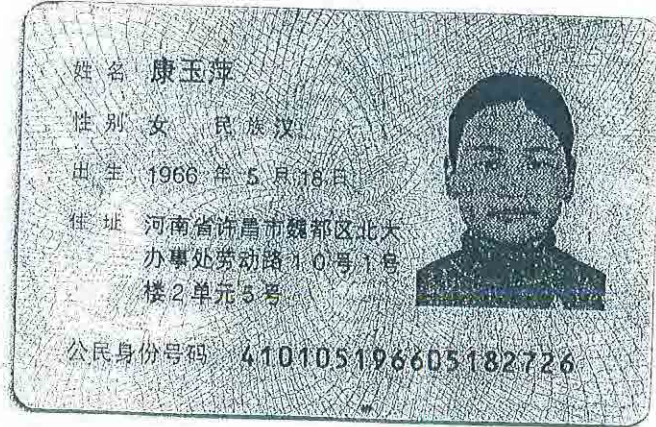 姓名 康玉萍
性别 女 民族 汉
出生 1966 年 5 月 18 日
住址 河南省许昌市魏都区北大
办事处劳动路10号1号
楼2单元5号
公民身份号码 410105196605182726